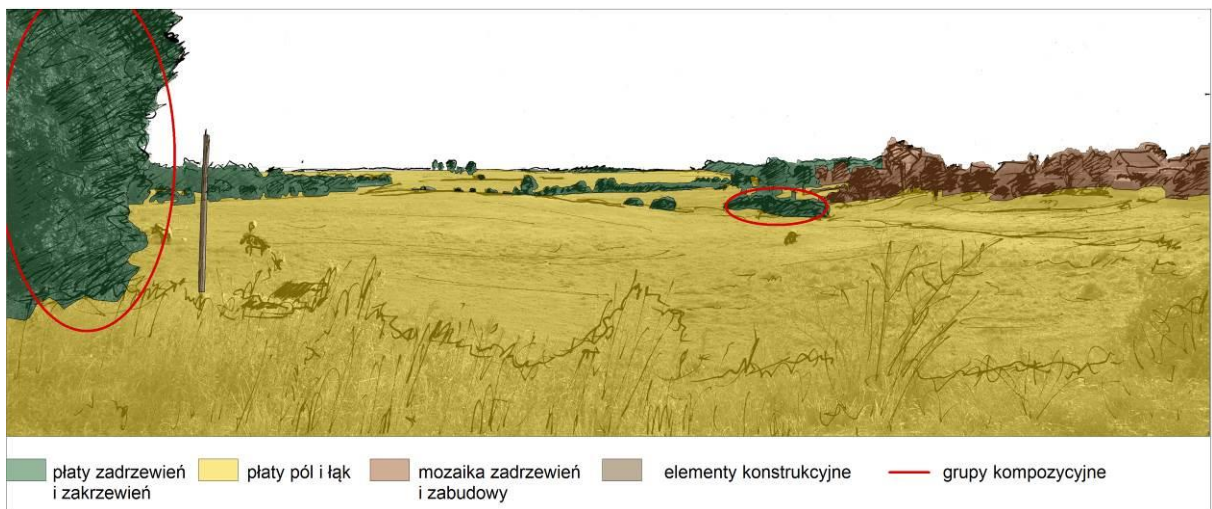 płaty zadrzewień
i zakrzewień
płaty pól i łąk
mozaika zadrzewień
i zabudowy
elementy konstrukcyjne
grupy kompozycyjne